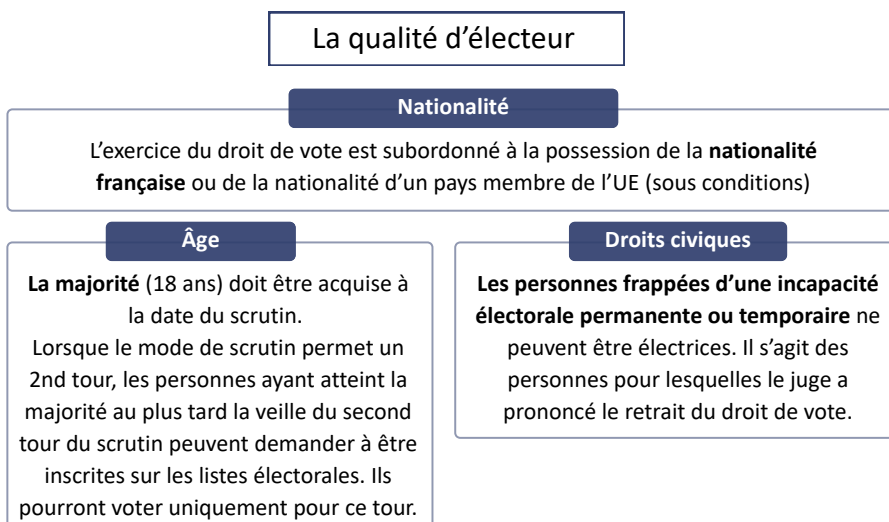 La qualité d’électeur
Nationalité
L’exercice du droit de vote est subordonné à la possession de la nationalité
française ou de la nationalité d’un pays membre de l’UE (sous conditions)
Âge
La majorité (18 ans) doit être acquise à
la date du scrutin.
Lorsque le mode de scrutin permet un
2nd tour, les personnes ayant atteint la
majorité au plus tard la veille du second
tour du scrutin peuvent demander à être
inscrites sur les listes électorales. Ils
pourront voter uniquement pour ce tour.
Droits civiques
Les personnes frappées d’une incapacité
électorale permanente ou temporaire ne
peuvent être électrices. Il s’agit des
personnes pour lesquelles le juge a
prononcé le retrait du droit de vote.